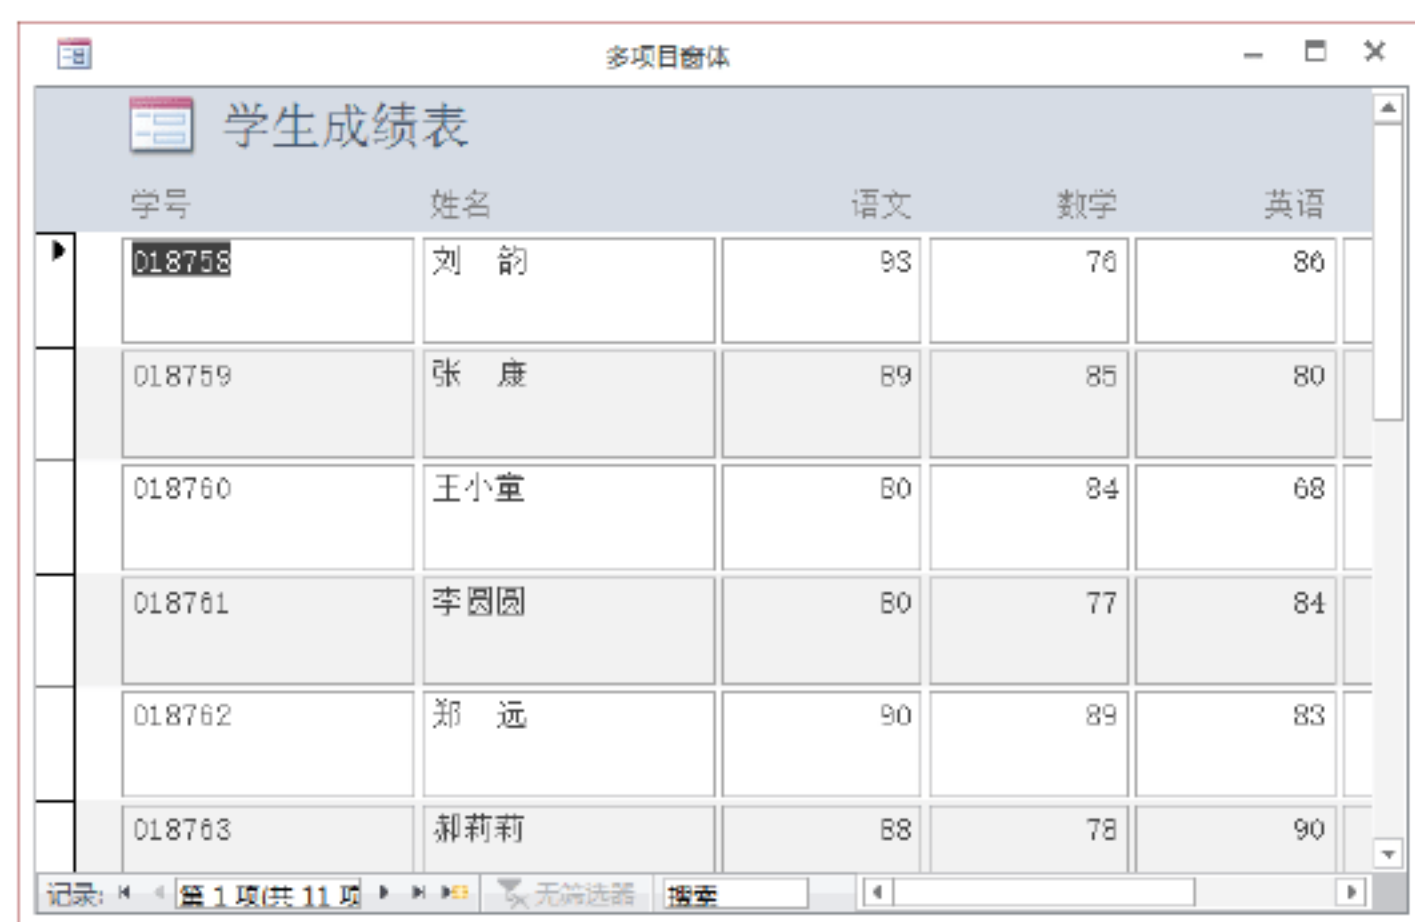 多项目窗体
学生成绩表
学号 姓名 语文 数学 英语
018758 刘 韵 93 76 86
018759 张 康 89 85 80
018760 王小童 80 84 68
018761 李圆圆 80 77 84
018762 郑 远 90 89 83
018763 郝莉莉 88 78 90
记录: 第 1 项(共 11 项 无筛选器 搜索